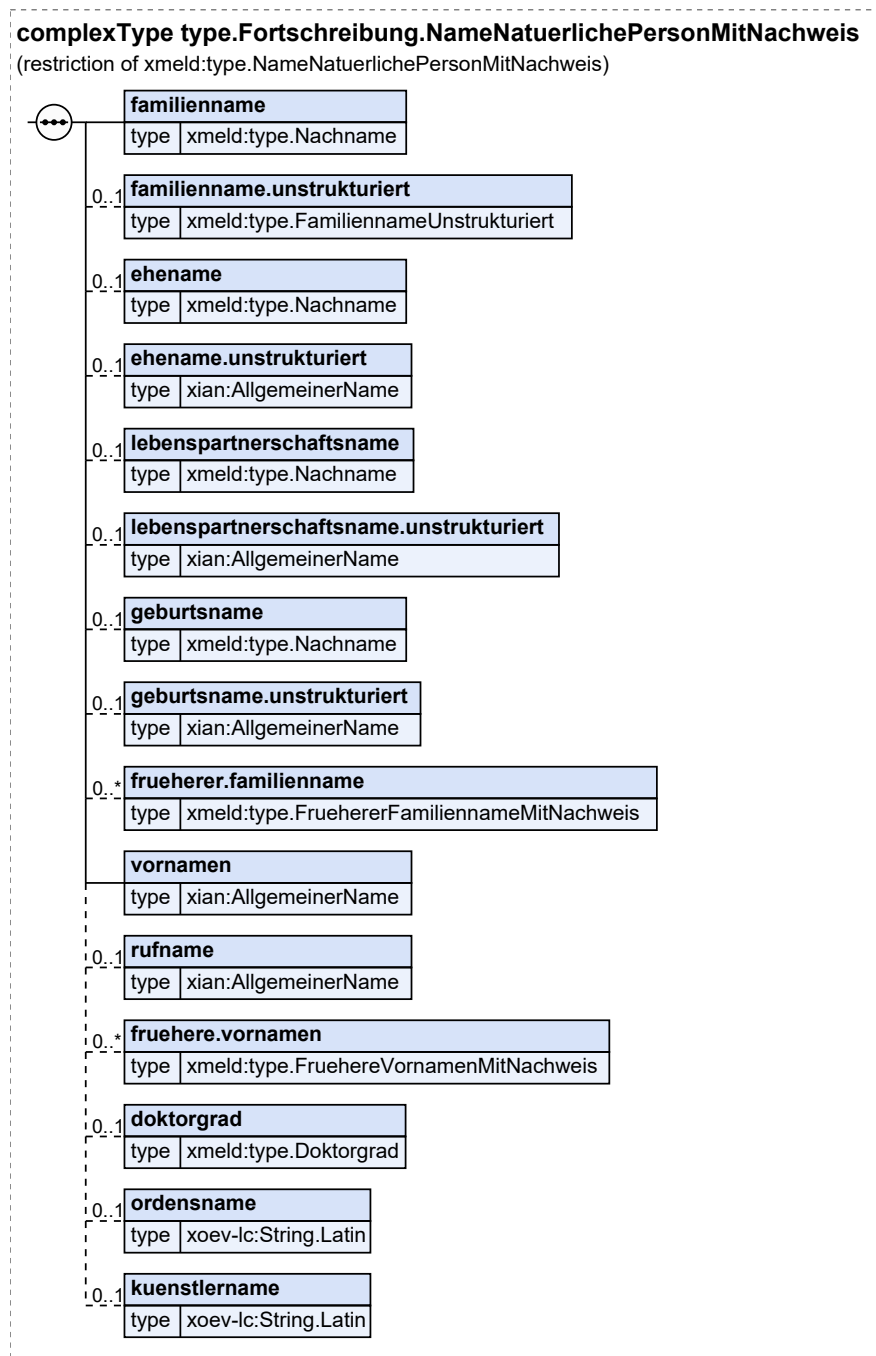 complexType type.Fortschreibung.NameNatuerlichePersonMitNachweis
(restriction of xmeld:type.NameNatuerlichePersonMitNachweis)
familienname
type xmeld:type.Nachname
0..1 familienname.unstrukturiert
type xmeld:type.FamiliennameUnstrukturiert
0..1 ehename
type xmeld:type.Nachname
0..1 ehename.unstrukturiert
type xian:AllgemeinerName
0..1 lebenspartnerschaftsname
type xmeld:type.Nachname
0..1 lebenspartnerschaftsname.unstrukturiert
type xian:AllgemeinerName
0..1 geburtsname
type xmeld:type.Nachname
0..1 geburtsname.unstrukturiert
type xian:AllgemeinerName
0..* frueherer.familienname
type xmeld:type.FruehererFamiliennameMitNachweis
vornamen
type xian:AllgemeinerName
0..1 rufname
type xian:AllgemeinerName
0..* fruehere.vornamen
type xmeld:type.FruehereVornamenMitNachweis
0..1 doktorgrad
type xmeld:type.Doktorgrad
0..1 ordensname
type xoev-lc:String.Latin
0..1 kuenstlername
type xoev-lc:String.Latin